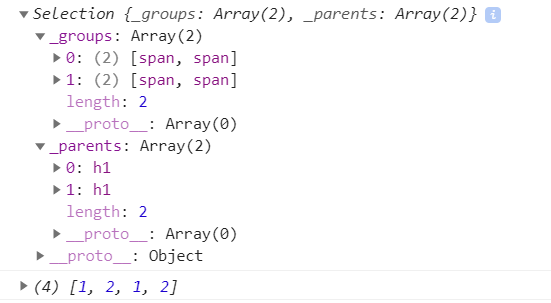 ▼Selection {_groups: Array(2), _parents: Array(2)} i
▼_groups: Array(2)
▶0: (2) [span, span]
▶1: (2) [span, span]
length: 2
▶__proto__: Array(0)
▼_parents: Array(2)
▶0: h1
▶1: h1
length: 2
▶__proto__: Array(0)
▶__proto__: Object
▶(4) [1, 2, 1, 2]